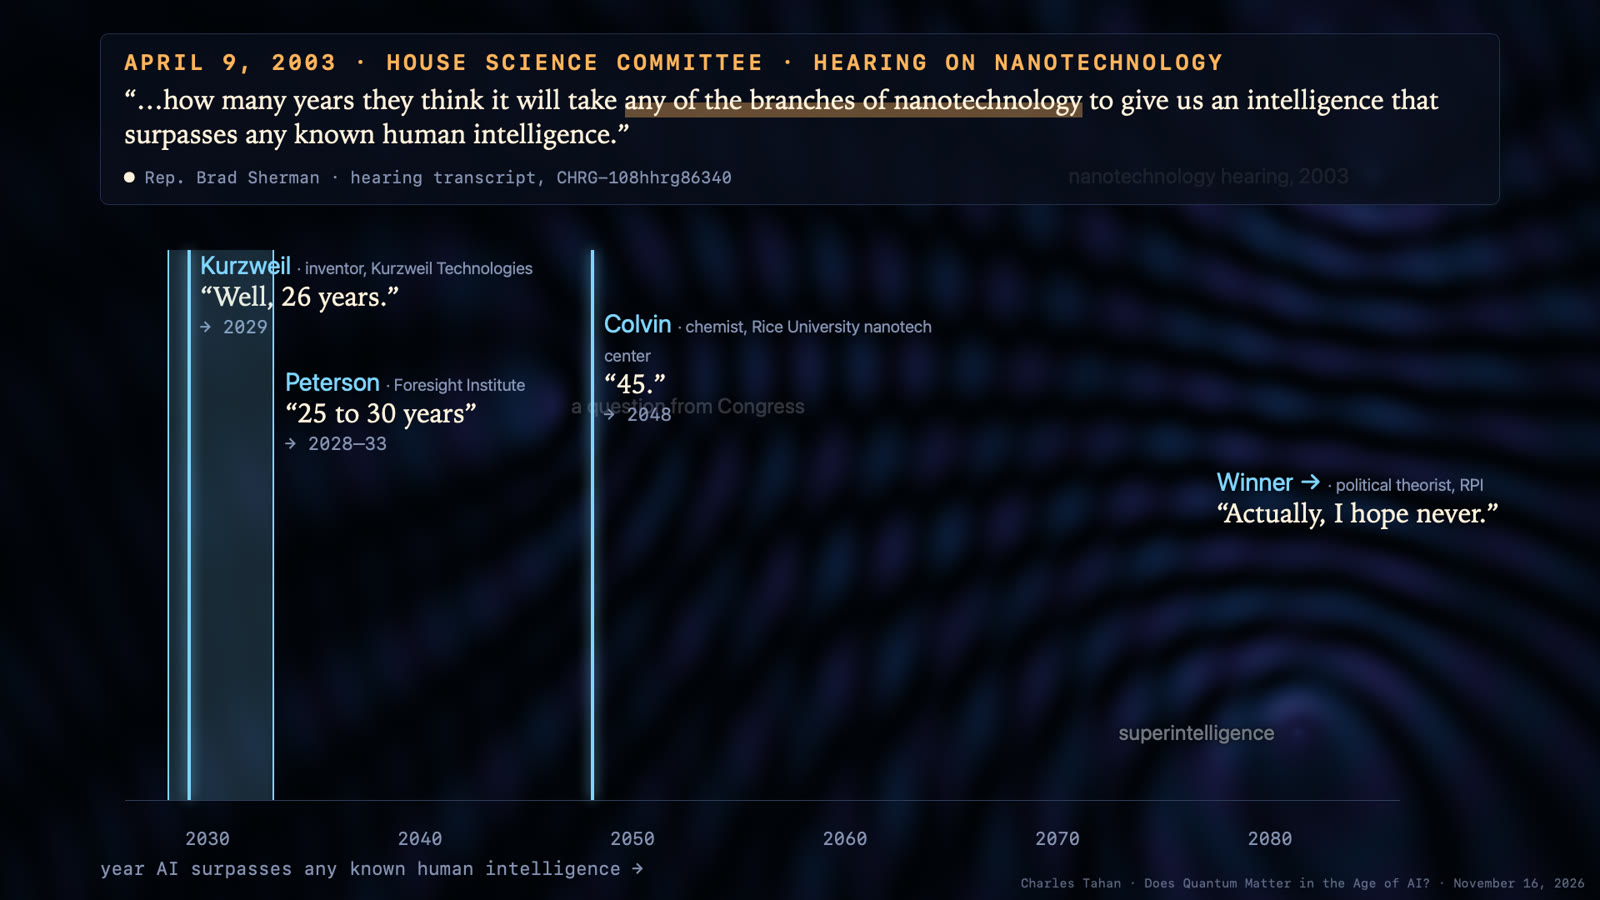 APRIL 9, 2003 · HOUSE SCIENCE COMMITTEE · HEARING ON NANOTECHNOLOGY
“…how many years they think it will take any of the branches of nanotechnology to give us an intelligence that
surpasses any known human intelligence.”
Rep. Brad Sherman · hearing transcript, CHRG—108hhrg86340
nanotechnology hearing, 2003
Kurzweil · inventor, Kurzweil Technologies
“Well, 26 years.”
→ 2029
Colvin · chemist, Rice University nanotech
center
“45.”
→ 2048
a question from Congress
Peterson · Foresight Institute
“25 to 30 years”
→ 2028—33
Winner → · political theorist, RPI
“Actually, I hope never.”
superintelligence
2030 2040 2050 2060 2070 2080
year AI surpasses any known human intelligence →
Charles Tahan · Does Quantum Matter in the Age of AI? · November 16, 2026